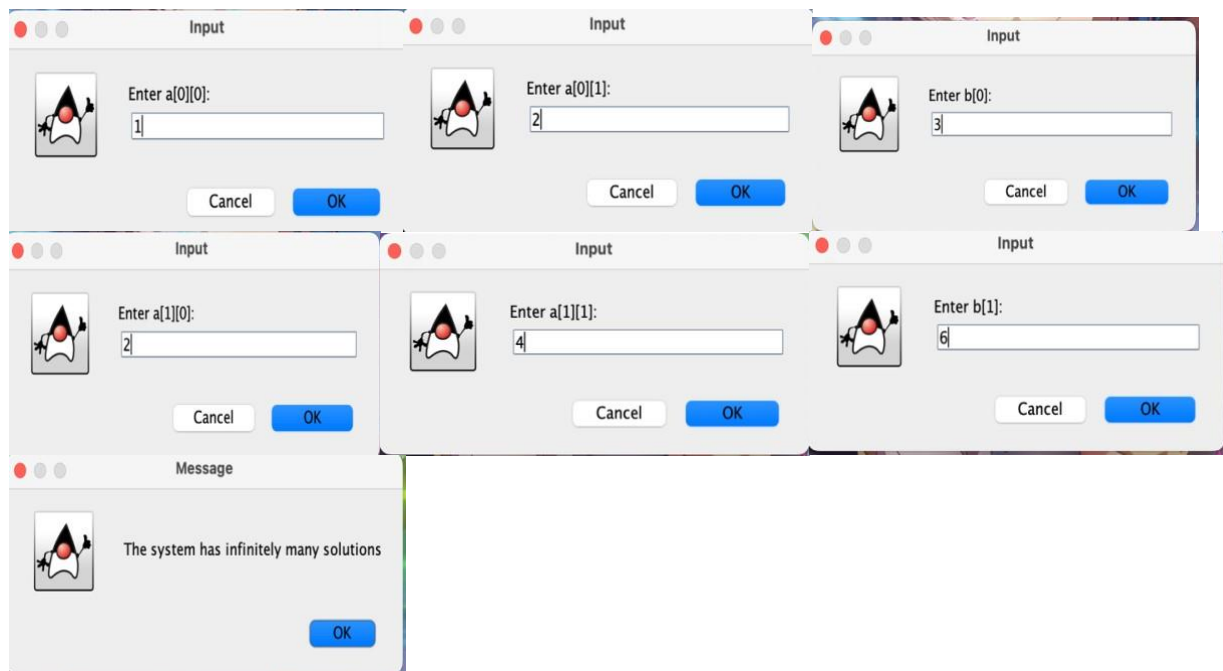 Input
Enter a[0][0]:
1
Cancel OK
Input
Enter a[0][1]:
2
Cancel OK
Input
Enter b[0]:
3
Cancel OK
Input
Enter a[1][0]:
2
Cancel OK
Input
Enter a[1][1]:
4
Cancel OK
Input
Enter b[1]:
6
Cancel OK
Message
The system has infinitely many solutions
OK